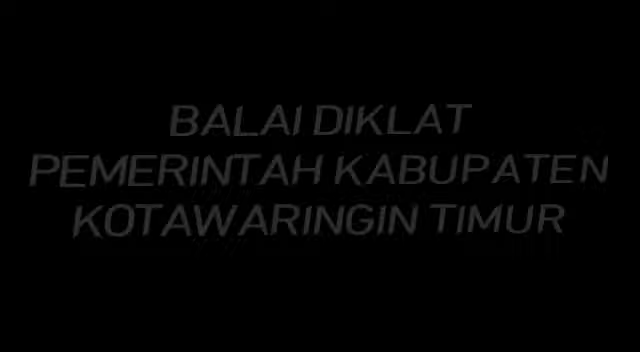 BALAI DIKLAT
PEMERINTAH KABUPATEN
KOTAWARINGIN TIMUR